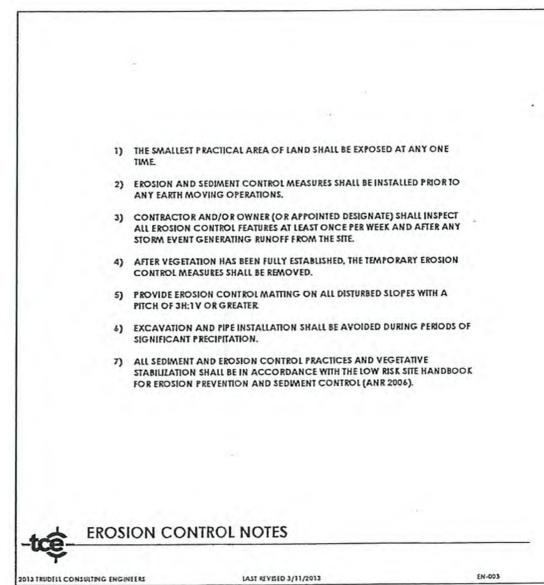 1) THE SMALLEST PRACTICAL AREA OF LAND SHALL BE EXPOSED AT ANY ONE
TIME.
2) EROSION AND SEDIMENT CONTROL MEASURES SHALL BE INSTALLED PRIOR TO
ANY EARTH MOVING OPERATIONS.
3) CONTRACTOR AND/OR OWNER (OR APPOINTED DESIGNATE) SHALL INSPECT
ALL EROSION CONTROL FEATURES AT LEAST ONCE PER WEEK AND AFTER ANY
STORM EVENT GENERATING RUNOFF FROM THE SITE.
4) AFTER VEGETATION HAS BEEN FULLY ESTABLISHED, THE TEMPORARY EROSION
CONTROL MEASURES SHALL BE REMOVED.
5) PROVIDE EROSION CONTROL MATTING ON ALL DISTURBED SLOPES WITH A
PITCH OF 3H:1V OR GREATER.
6) EXCAVATION AND PIPE INSTALLATION SHALL BE AVOIDED DURING PERIODS OF
SIGNIFICANT PRECIPITATION.
7) ALL SEDIMENT AND EROSION CONTROL PRACTICES AND VEGETATIVE
STABILIZATION SHALL BE IN ACCORDANCE WITH THE LOW RISK SITE HANDBOOK
FOR EROSION PREVENTION AND SEDIMENT CONTROL (ANR 2006).
tce EROSION CONTROL NOTES
2013 TRUDELL CONSULTING ENGINEERS LAST REVISED 3/11/2013 EN-003